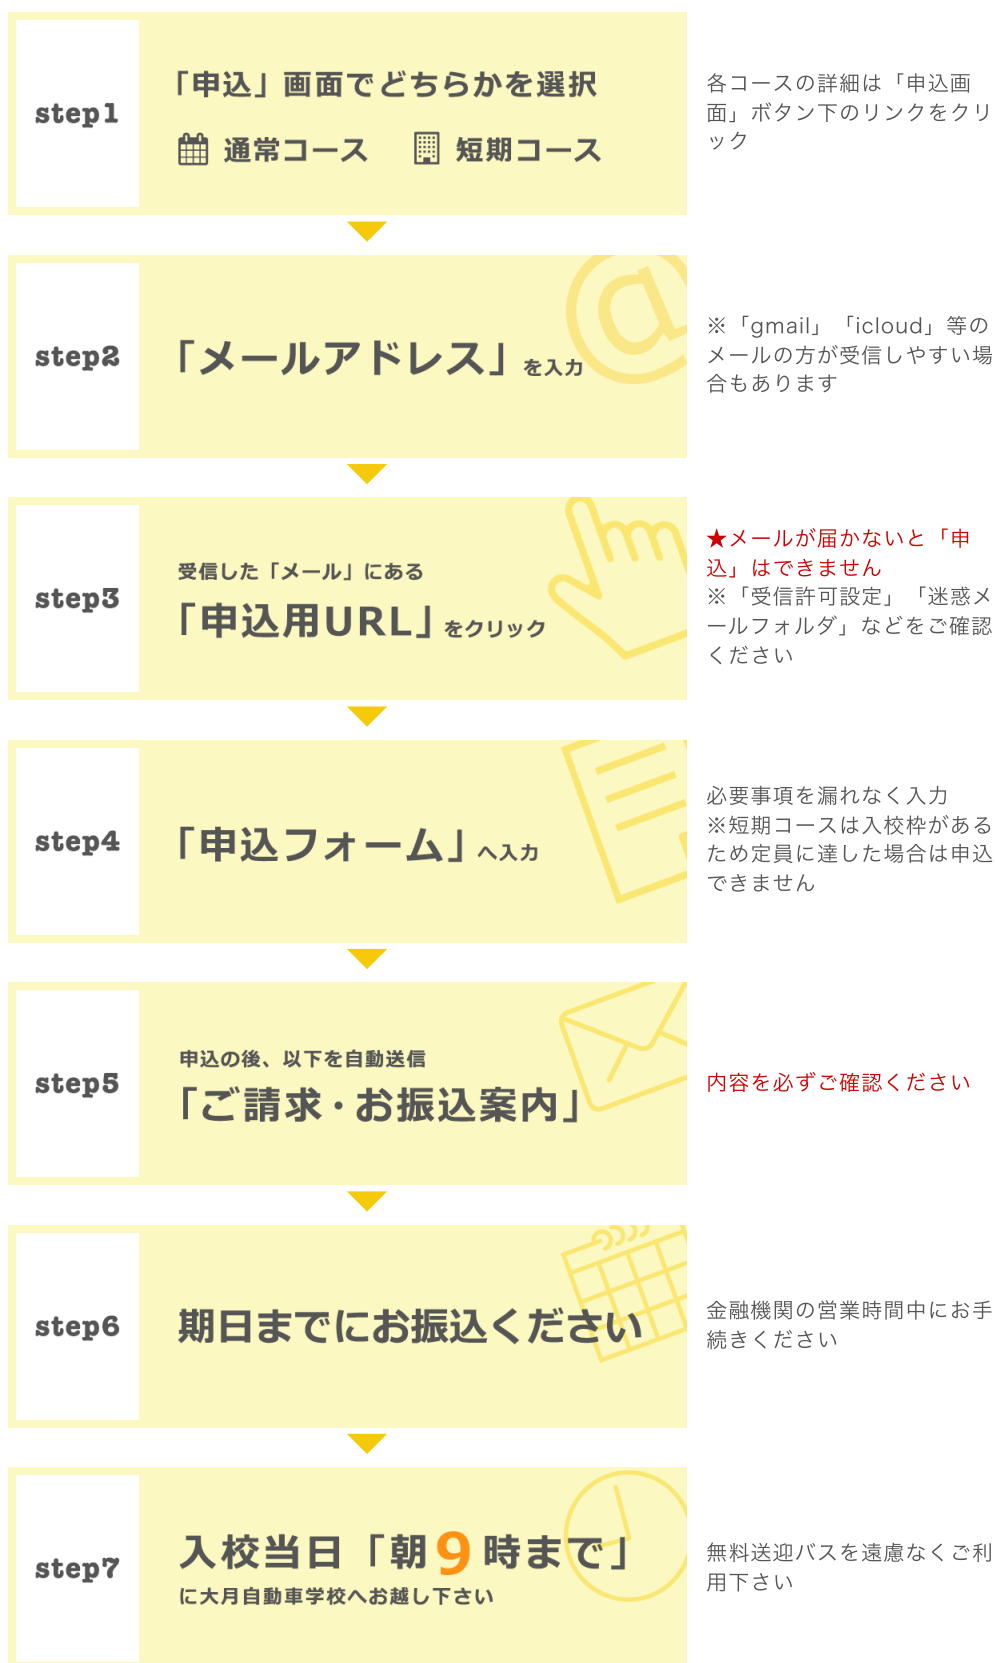 step1
「申込」画面でどちらかを選択
通常コース 短期コース
各コースの詳細は「申込画
面」ボタン下のリンクをクリ
ック
step2
「メールアドレス」を入力
※「gmail」「icloud」等の
メールの方が受信しやすい場
合もあります
step3
受信した「メール」にある
「申込用URL」をクリック
★メールが届かないと「申
込」はできません
※「受信許可設定」「迷惑メ
ールフォルダ」などをご確認
ください
step4
「申込フォーム」へ入力
必要事項を漏れなく入力
※短期コースは入校枠がある
ため定員に達した場合は申込
できません
step5
申込の後、以下を自動送信
「ご請求・お振込案内」
内容を必ずご確認ください
step6
期日までにお振込ください
金融機関の営業時間中にお手
続きください
step7
入校当日「朝9時まで」
に大月自動車学校へお越し下さい
無料送迎バスを遠慮なくご利
用下さい